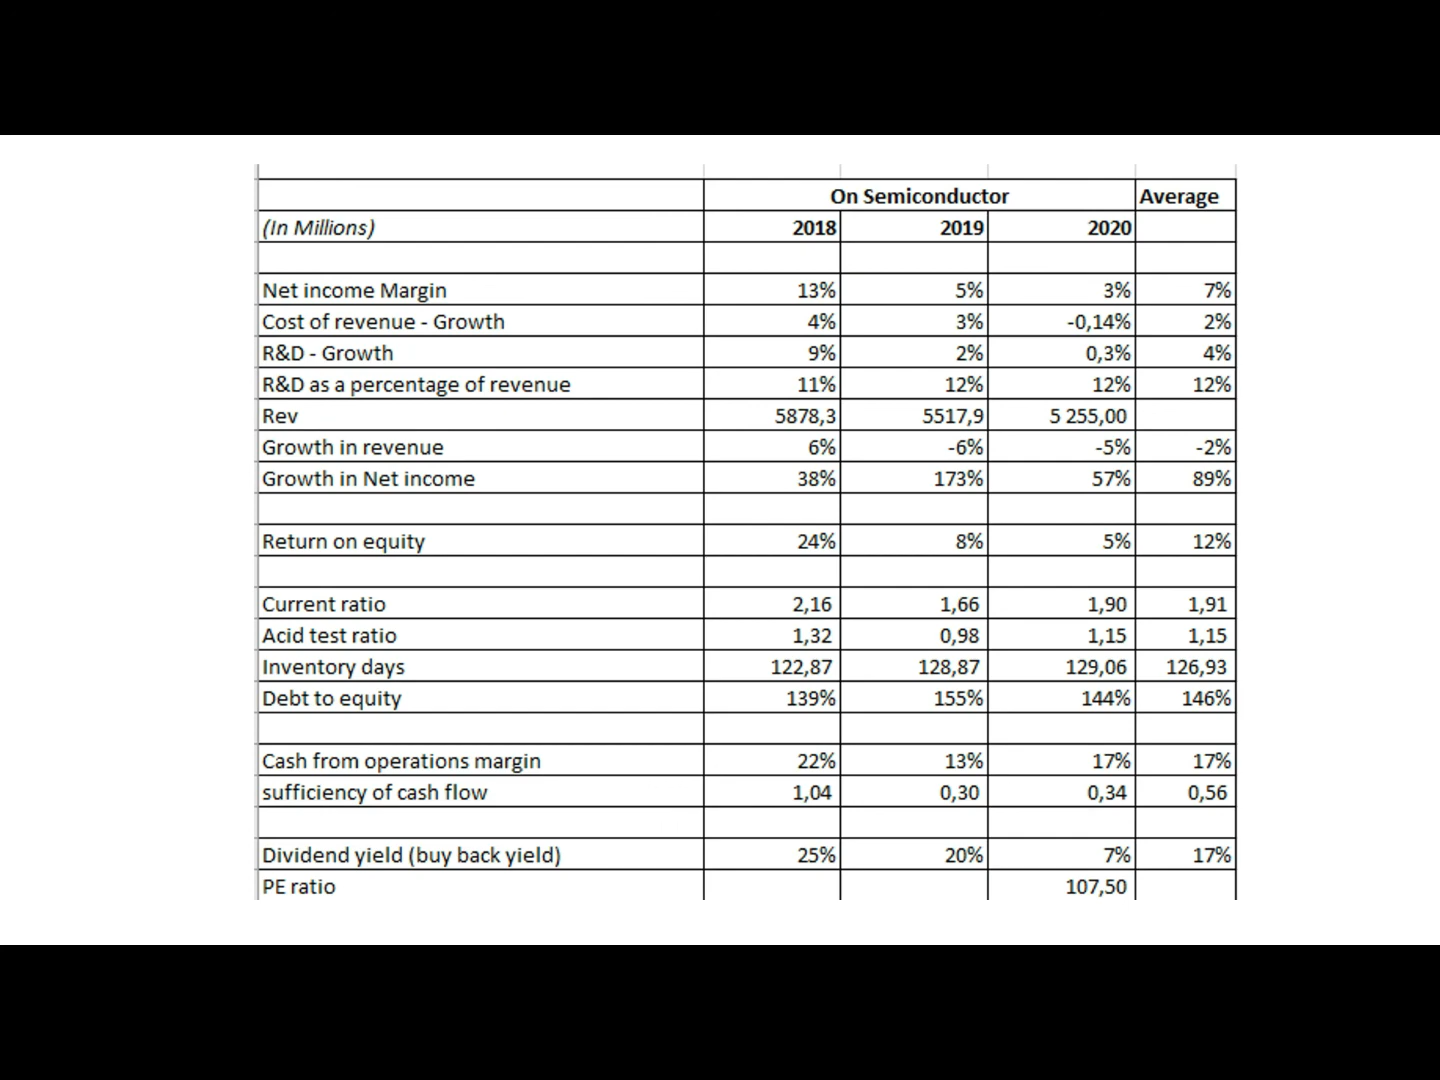 On Semiconductor Average
(In Millions) 2018 2019 2020
Net income Margin 13% 5% 3% 7%
Cost of revenue - Growth 4% 3% -0,14% 2%
R&D - Growth 9% 2% 0,3% 4%
R&D as a percentage of revenue 11% 12% 12% 12%
Rev 5878,3 5517,9 5 255,00
Growth in revenue 6% -6% -5% -2%
Growth in Net income 38% 173% 57% 89%
Return on equity 24% 8% 5% 12%
Current ratio 2,16 1,66 1,90 1,91
Acid test ratio 1,32 0,98 1,15 1,15
Inventory days 122,87 128,87 129,06 126,93
Debt to equity 139% 155% 144% 146%
Cash from operations margin 22% 13% 17% 17%
sufficiency of cash flow 1,04 0,30 0,34 0,56
Dividend yield (buy back yield) 25% 20% 7% 17%
PE ratio 107,50